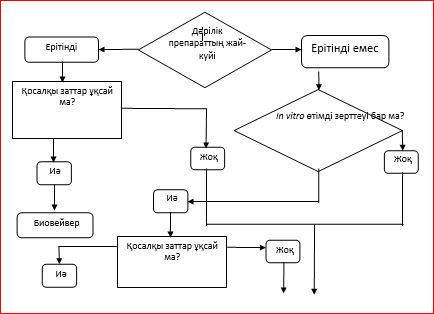 Дәрілік
препараттың жай-
күйі
Ерітінді
Ерітінді емес
Қосалқы заттар ұқсай
ма?
in vitro өтімді зерттеуі бар ма?
Жоқ
Жоқ
Иә
Иә
Биовейвер
Қосалқы заттар ұқсай
ма?
Жоқ
Иә